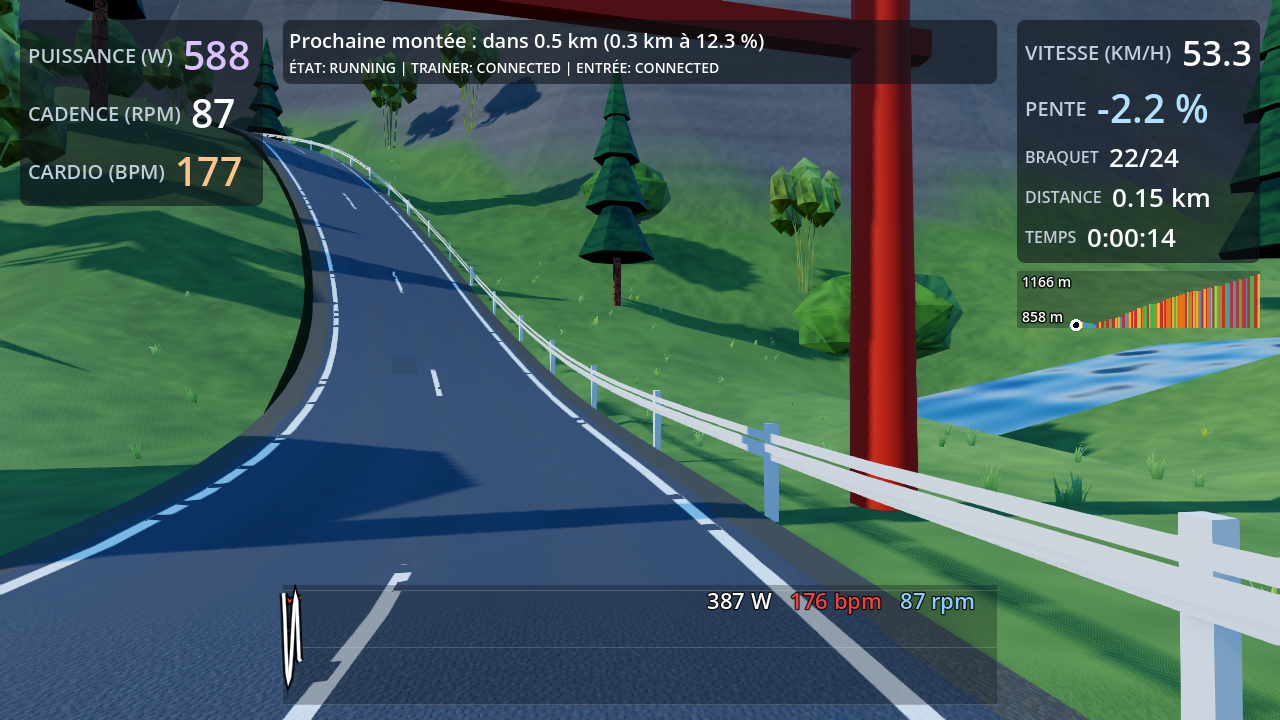 PUISSANCE (W) 588
CADENCE (RPM) 87
CARDIO (BPM) 177
Prochaine montée : dans 0.5 km (0.3 km à 12.3 %)
ÉTAT: RUNNING | TRAINER: CONNECTED | ENTRÉE: CONNECTED
VITESSE (KM/H) 53.3
PENTE -2.2 %
BRAQUET 22/24
DISTANCE 0.15 km
TEMPS 0:00:14
1166 m
858 m
387 W 176 bpm 87 rpm